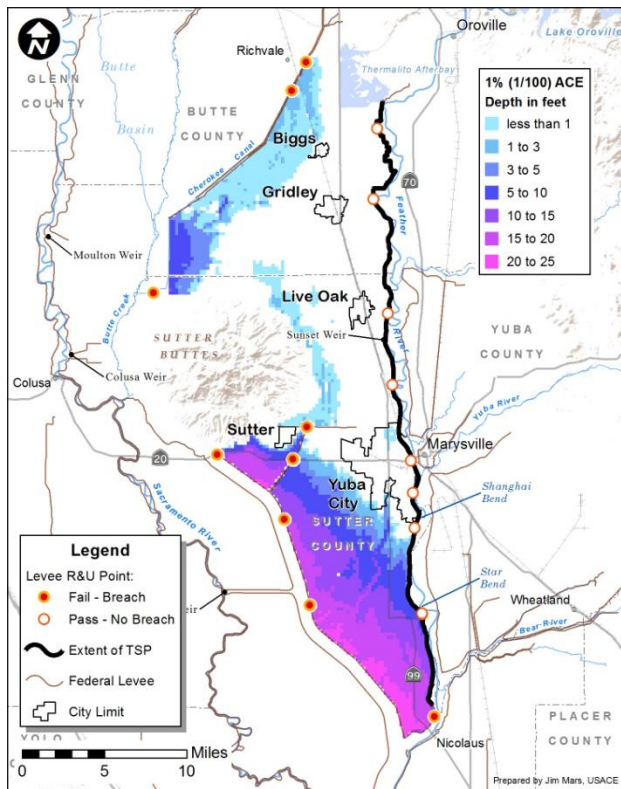 N
Oroville
Lake Oroville
Richvale
Thermalito Afterbay
GLENN
COUNTY
Butte
Basin
BUTTE
COUNTY
1% (1/100) ACE
Depth in feet
less than 1
1 to 3
3 to 5
5 to 10
10 to 15
15 to 20
20 to 25
Biggs
Cherokee Canal
Gridley
70
Feather
River
Moulton Weir
Live Oak
Sunset Weir
Butte Creek
SUTTER
BUTTES
YUBA
COUNTY
Colusa Weir
Colusa
Yuba River
Sutter
Marysville
20
Yuba
City
Shanghai
Bend
SUTTER
COUNTY
Sacramento River
Star
Bend
Wheatland
Bear River
99
Nicolaus
PLACER
COUNTY
Legend
Levee R&U Point:
Fail - Breach
Pass - No Breach
Extent of TSP
Federal Levee
City Limit
0 5 10 Miles
Prepared by Jim Mars, USACE